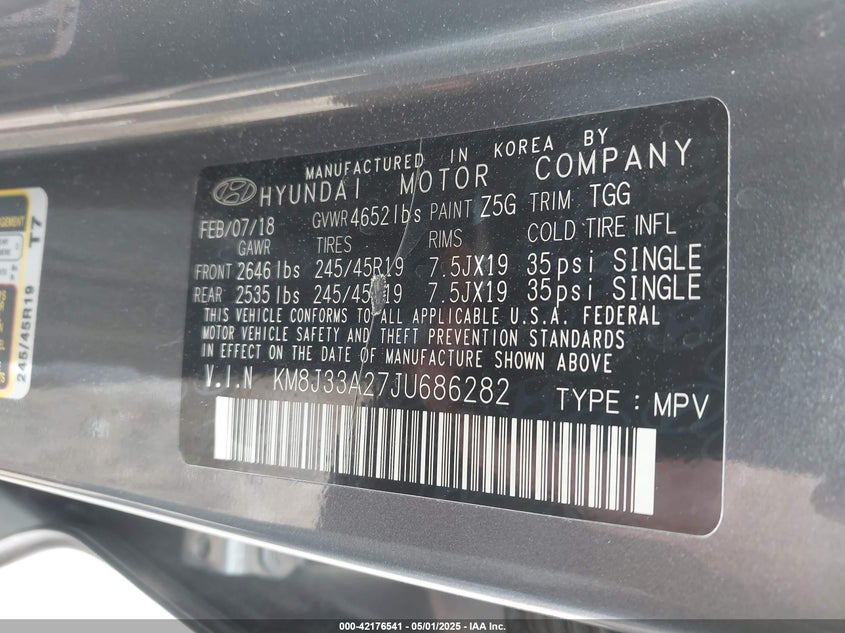 MANUFACTURED IN KOREA BY
HYUNDAI MOTOR COMPANY
FEB/07/18 GVWR 4652 lbs PAINT Z5G TRIM TGG
GAWR TIRES RIMS COLD TIRE INFL
FRONT 2646 lbs 245/45R19 7.5JX19 35psi SINGLE
REAR 2535 lbs 245/45R19 7.5JX19 35psi SINGLE
THIS VEHICLE CONFORMS TO ALL APPLICABLE U.S.A. FEDERAL
MOTOR VEHICLE SAFETY AND THEFT PREVENTION STANDARDS
IN EFFECT ON THE DATE OF MANUFACTURE SHOWN ABOVE
V.I.N KM8J33A27JU686282 TYPE : MPV
T7
245/45R19
000-42176541 - 05/01/2025 - IAA Inc.